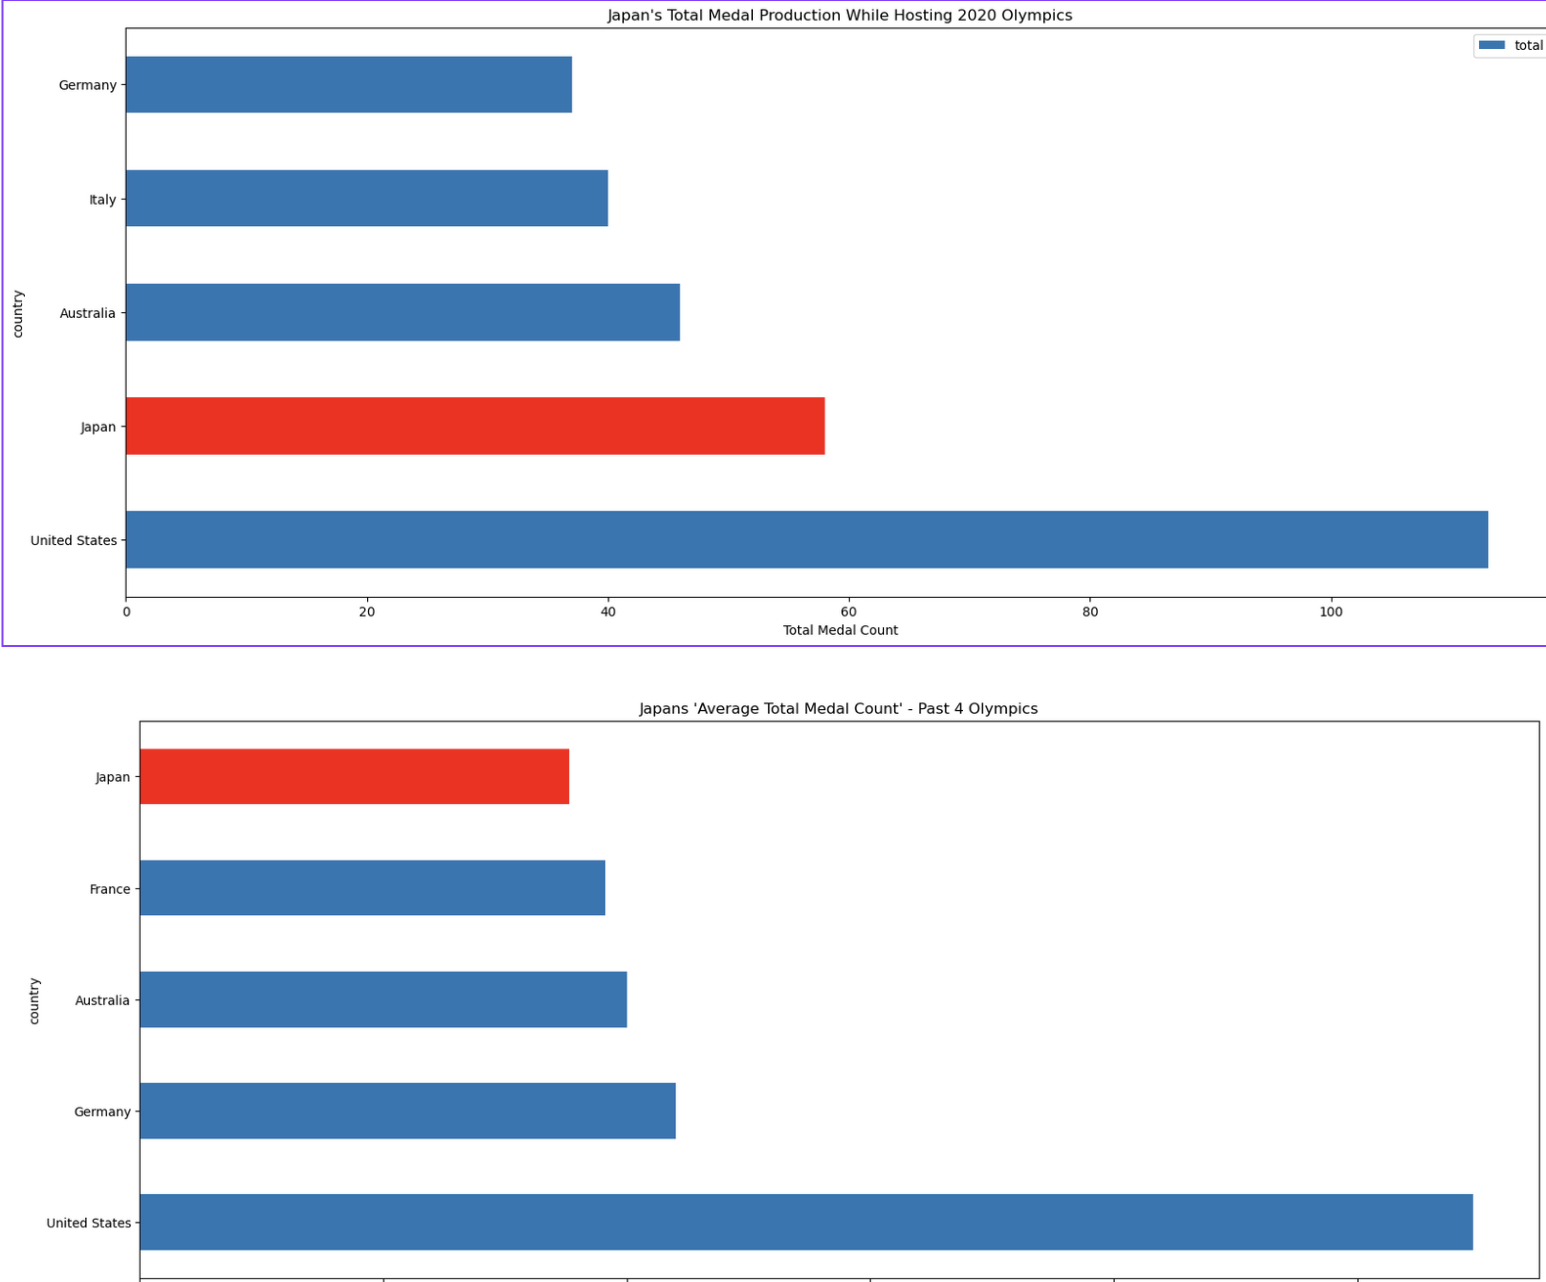 Japan's Total Medal Production While Hosting 2020 Olympics
total
Germany
Italy
Australia
Japan
United States
country
0 20 40 60 80 100
Total Medal Count
Japans 'Average Total Medal Count' - Past 4 Olympics
Japan
France
Australia
Germany
United States
country